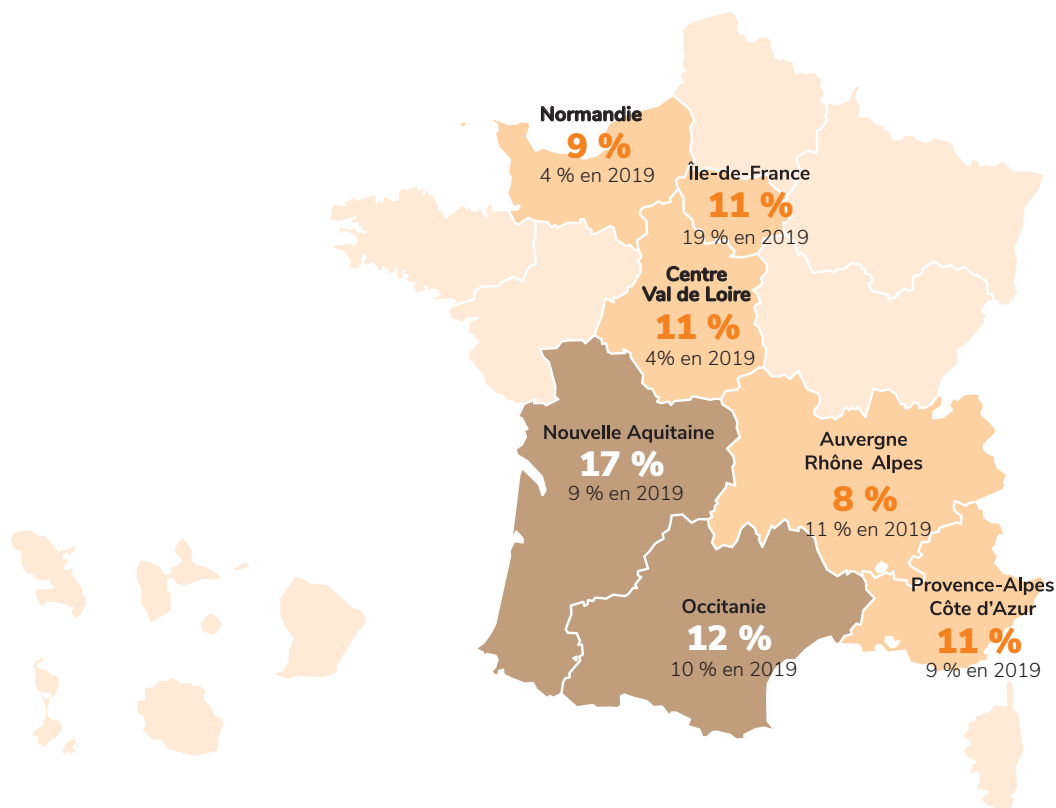 Normandie
9 %
4 % en 2019
Île-de-France
11 %
19 % en 2019
Centre
Val de Loire
11 %
4% en 2019
Nouvelle Aquitaine
17 %
9 % en 2019
Auvergne
Rhône Alpes
8 %
11 % en 2019
Occitanie
12 %
10 % en 2019
Provence-Alpes
Côte d’Azur
11 %
9 % en 2019